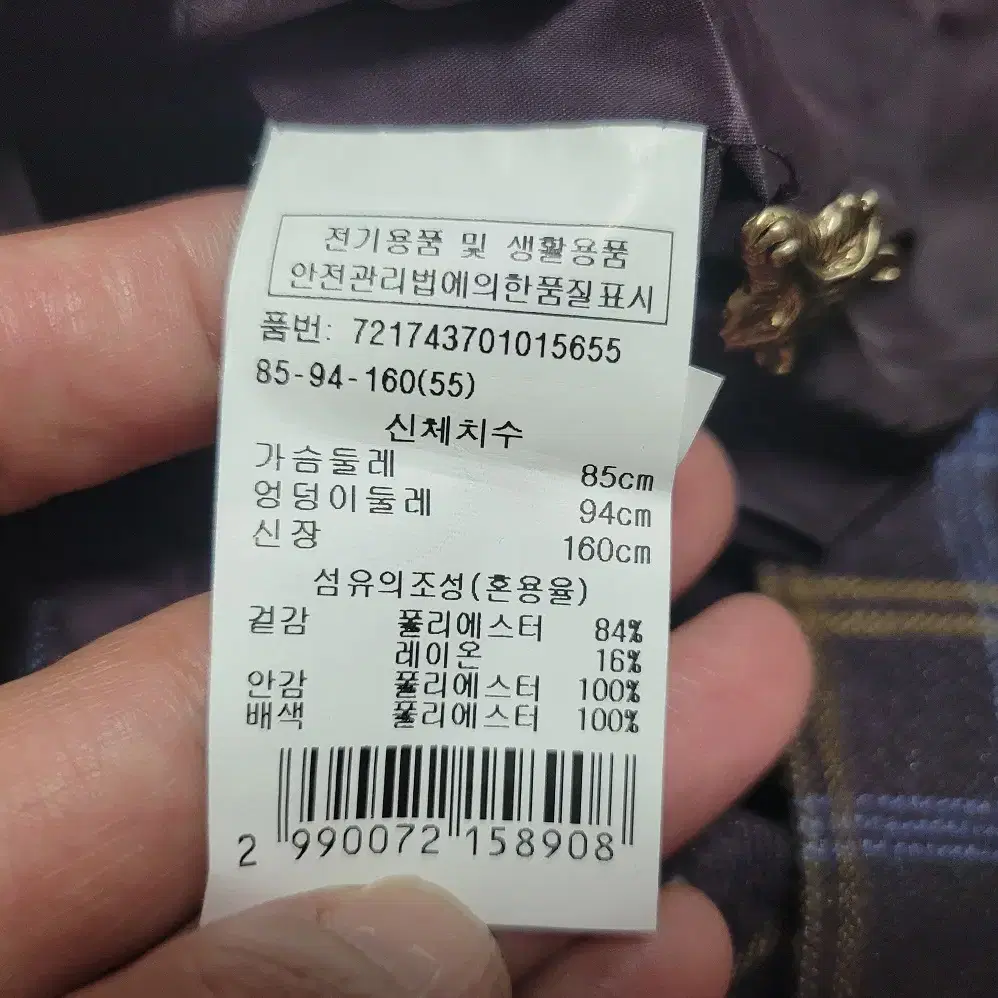 전기용품 및 생활용품
안전관리법에의한품질표시
품번: 721743701015655
85-94-160(55)
신체치수
가슴둘레 85cm
엉덩이둘레 94cm
신장 160cm
섬유의조성(혼용율)
겉감 폴리에스터 84%
레이온 16%
안감 폴리에스터 100%
배색 폴리에스터 100%
2 990072 158908